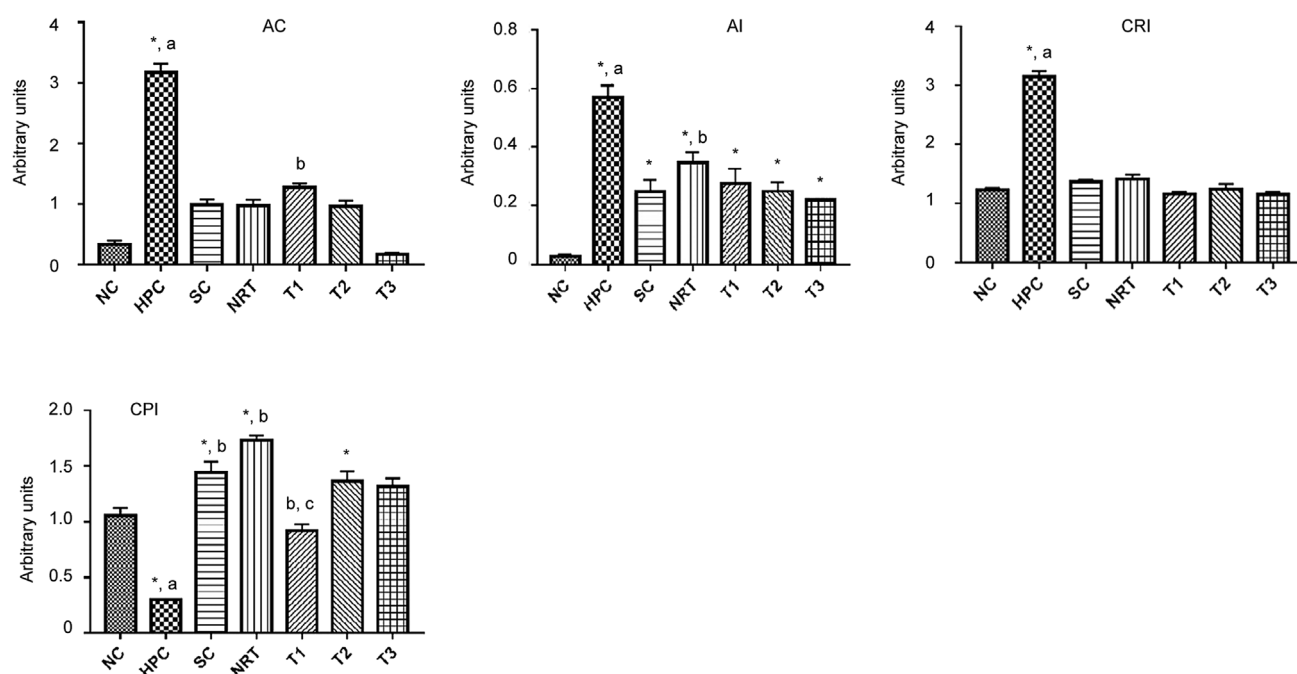 AC
Arbitrary units
4
3
2
1
0
*, a
b
NC HPC SC NRT T1 T2 T3
AI
Arbitrary units
0.8
0.6
0.4
0.2
0
*, a
*
*, b
*
*
*
NC HPC SC NRT T1 T2 T3
CRI
Arbitrary units
4
3
2
1
0
*, a
NC HPC SC NRT T1 T2 T3
CPI
Arbitrary units
2.0
1.5
1.0
0.5
0
*, a
*, b
*, b
b, c
*
NC HPC SC NRT T1 T2 T3